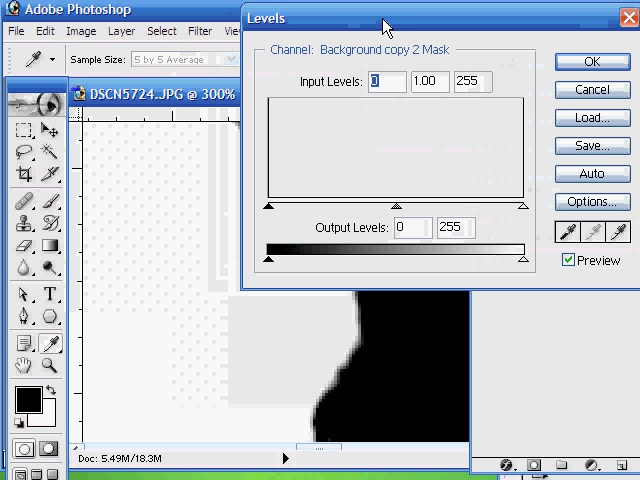 Adobe Photoshop
File Edit Image Layer Select Filter
Sample Size: 5 by 5 Average
DSCN5724..JPG @ 300%
Levels
Channel: Background copy 2 Mask
Input Levels: 0 1.00 255
Output Levels: 0 255
OK
Cancel
Load...
Save...
Auto
Options...
Preview
T
Doc: 5.49M/18.3M